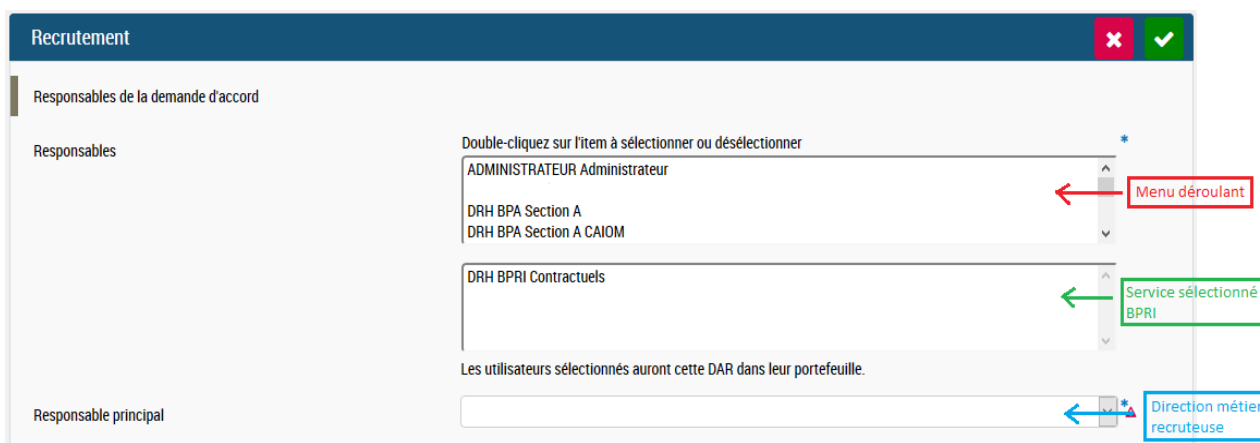 Recrutement
Responsables de la demande d'accord
Responsables
Double-cliquez sur l'item à sélectionner ou désélectionner *
ADMINISTRATEUR Administrateur
DRH BPA Section A
DRH BPA Section A CAIOM
Menu déroulant
DRH BPRI Contractuels
Service sélectionné
BPRI
Les utilisateurs sélectionnés auront cette DAR dans leur portefeuille.
Responsable principal
*
Direction métier
recruteuse